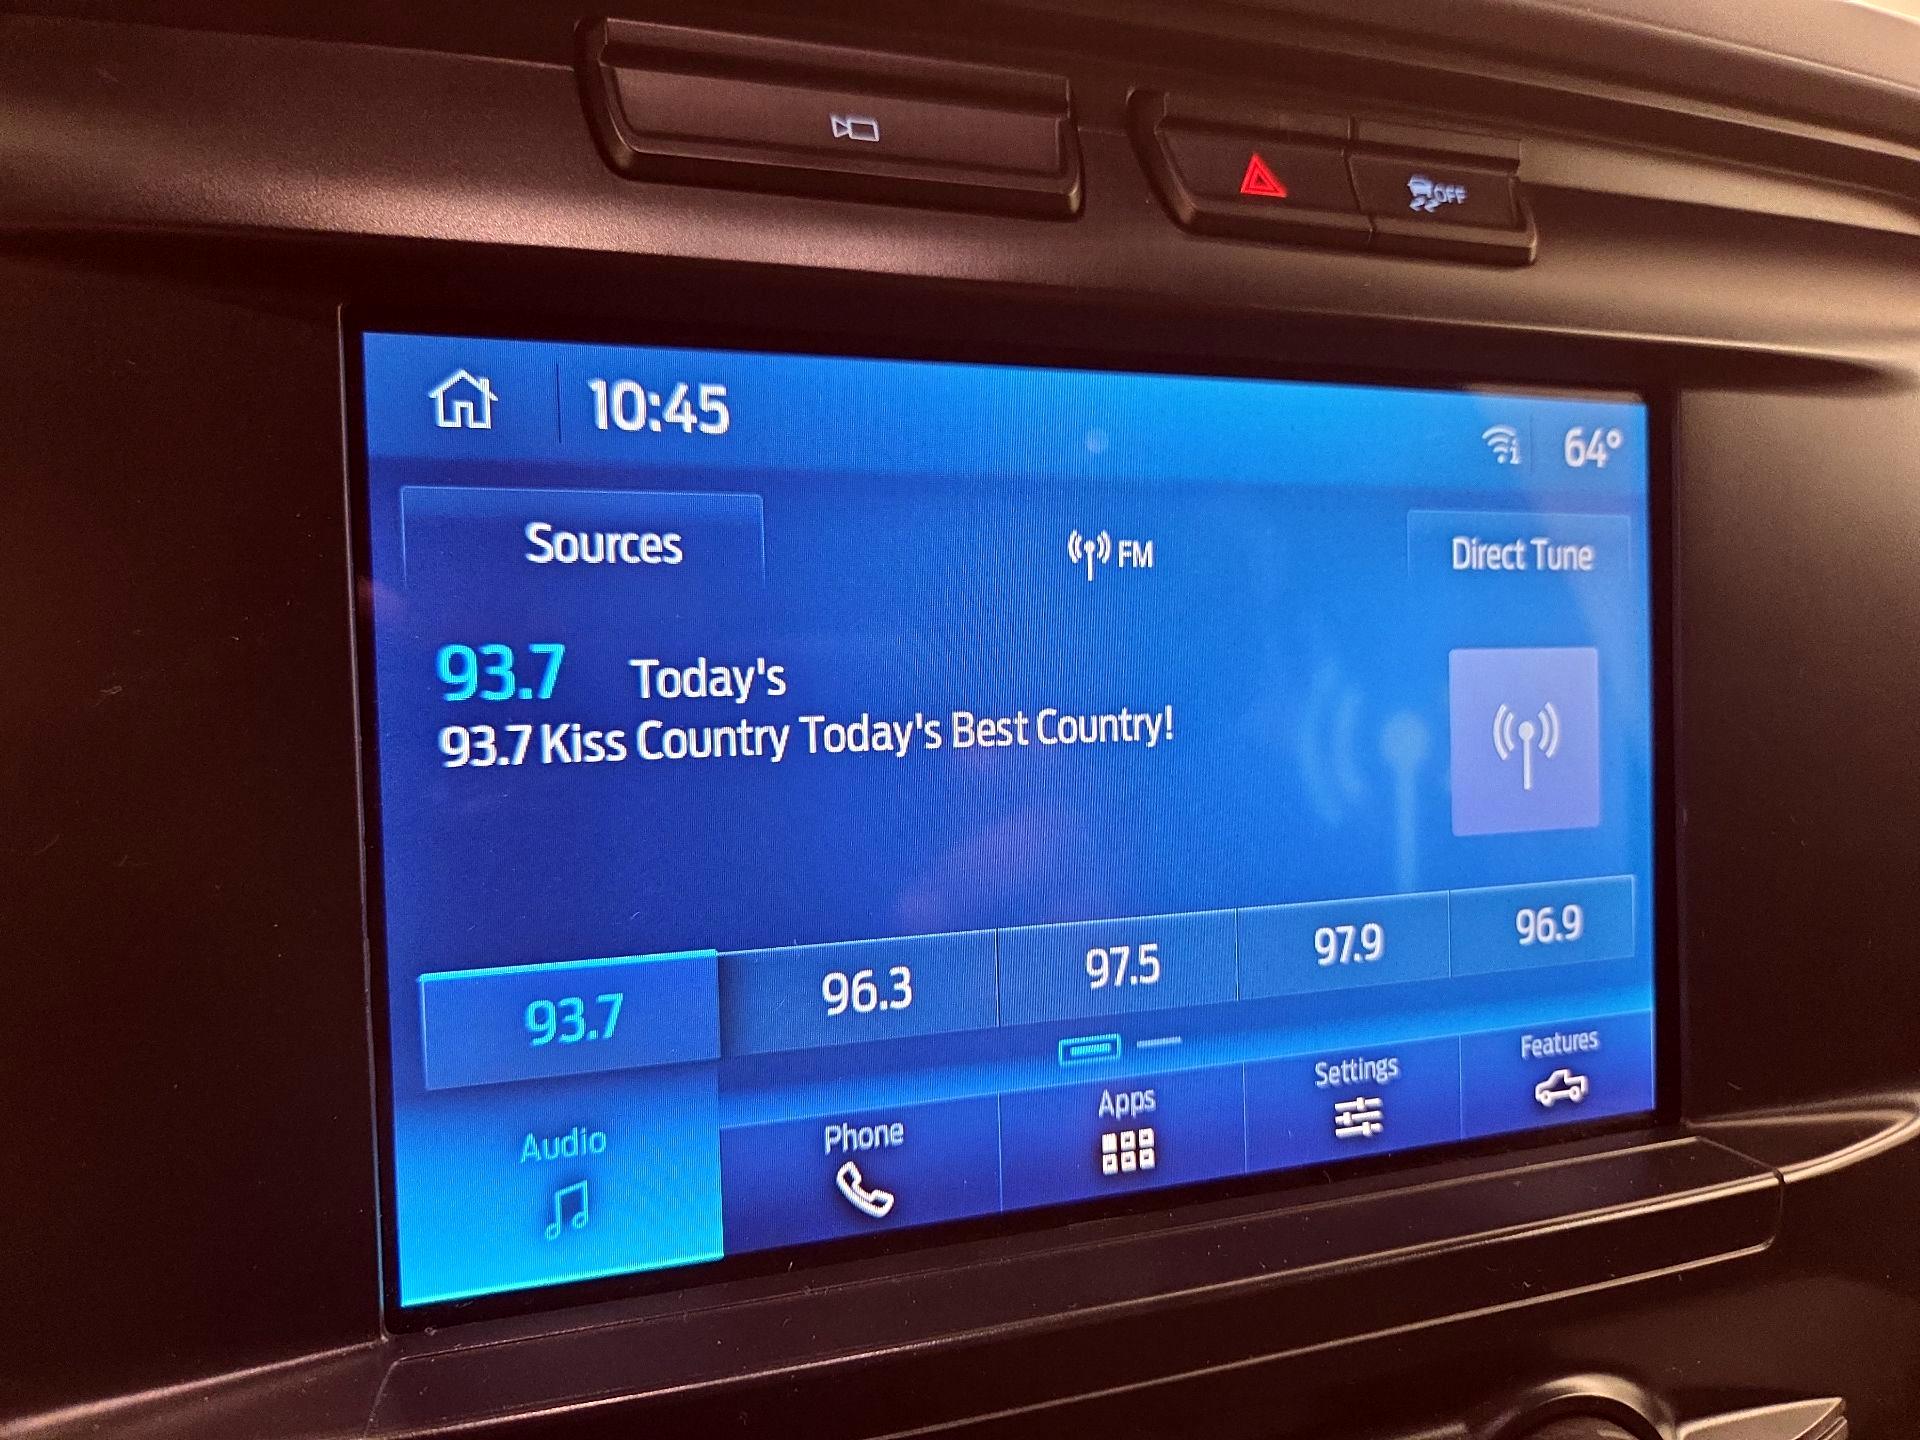 OFF
10:45
64°
Sources
FM
Direct Tune
93.7 Today's
93.7 Kiss Country Today's Best Country!
93.7
96.3
97.5
97.9
96.9
Audio
Phone
Apps
Settings
Features